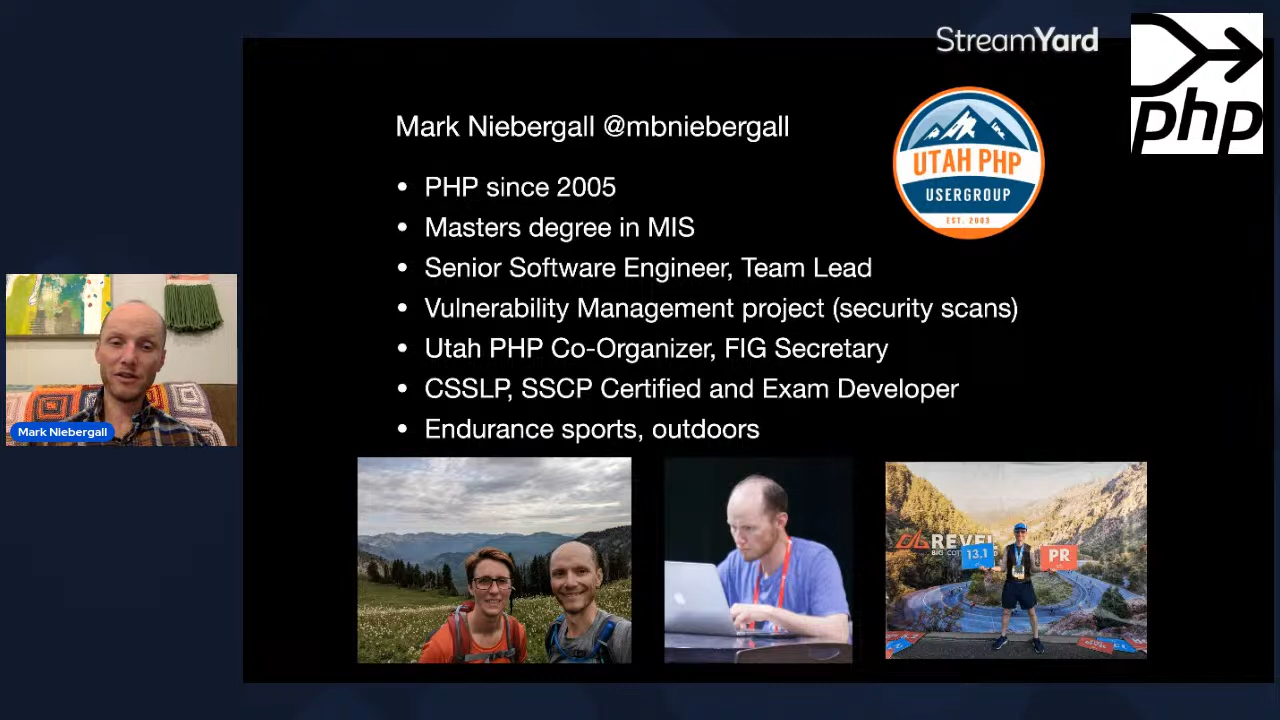 StreamYard
php
Mark Niebergall @mbniebergall
UTAH PHP
USERGROUP
EST. 2003
• PHP since 2005
• Masters degree in MIS
• Senior Software Engineer, Team Lead
• Vulnerability Management project (security scans)
• Utah PHP Co-Organizer, FIG Secretary
• CSSLP, SSCP Certified and Exam Developer
• Endurance sports, outdoors
Mark Niebergall
REVEL
13.1
PR